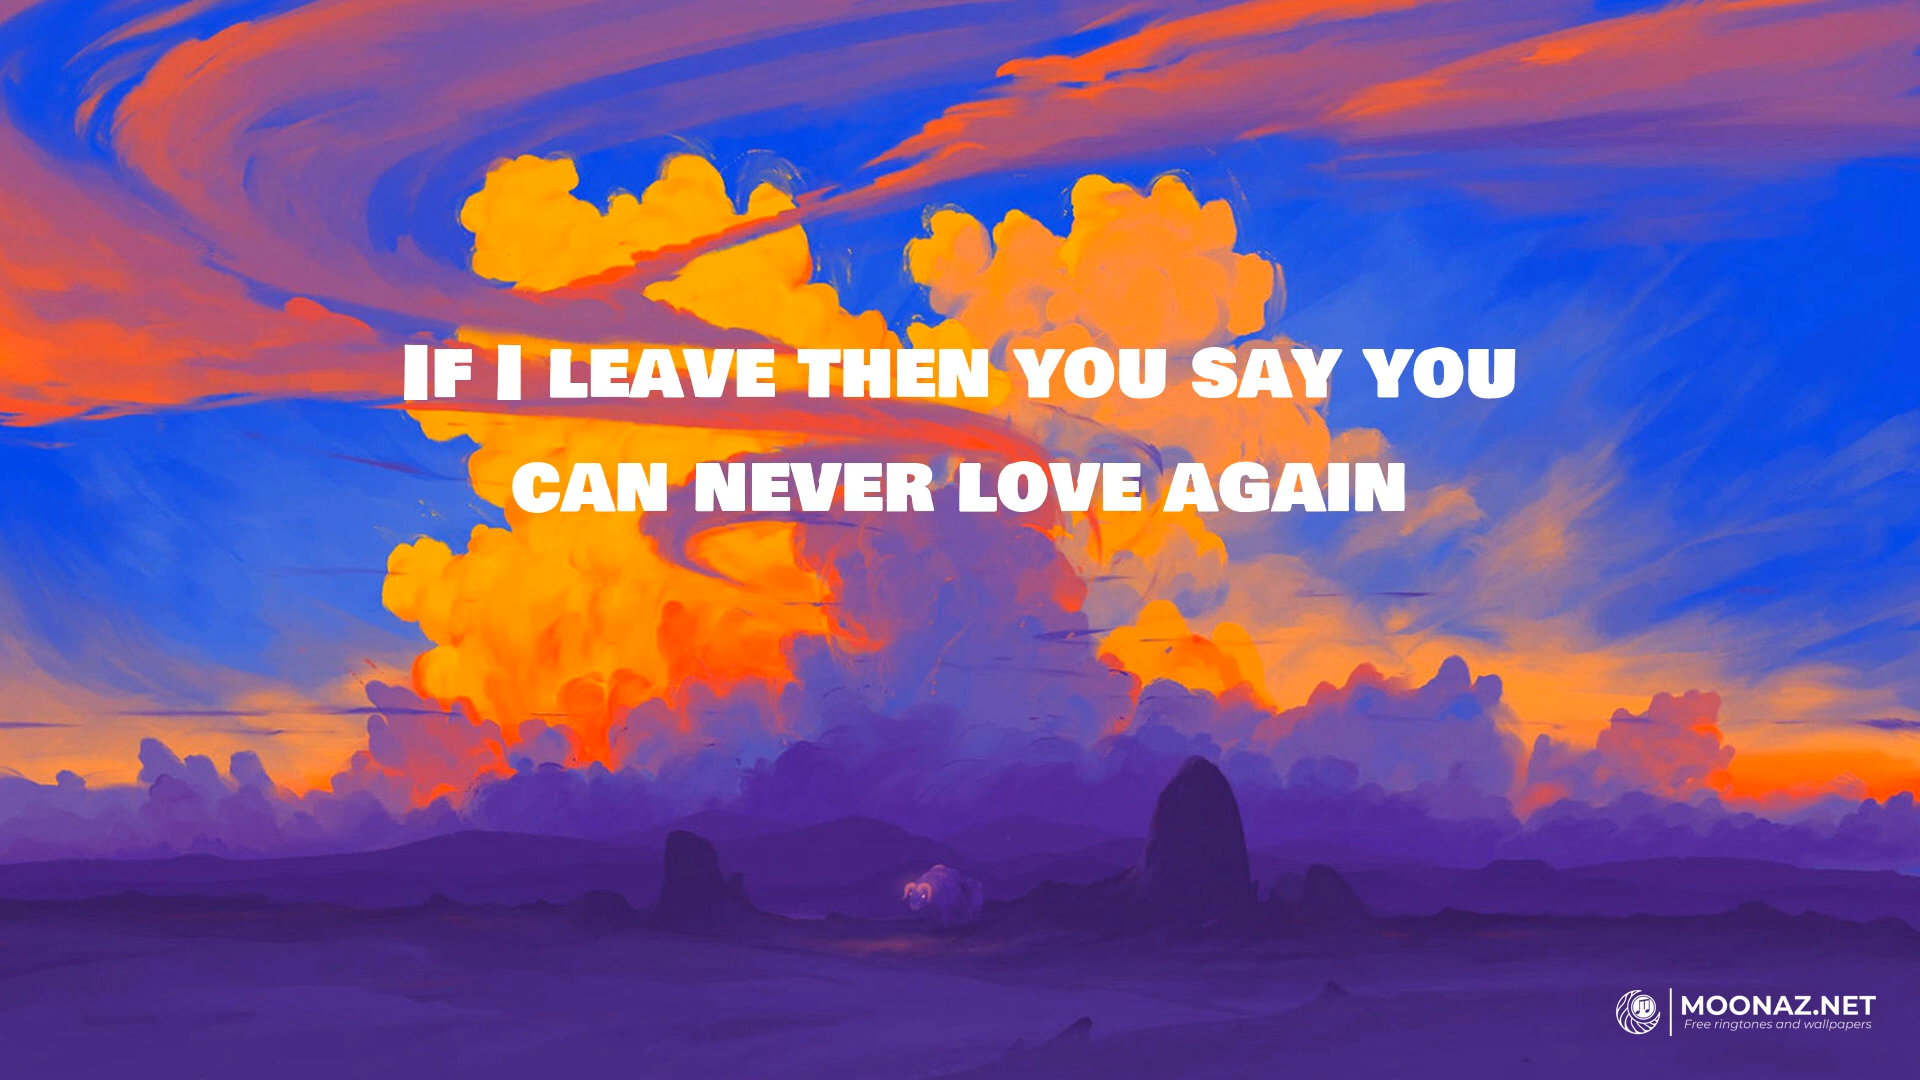 If I leave then you say you
can never love again
MOONAZ.NET
Free ringtones and wallpapers